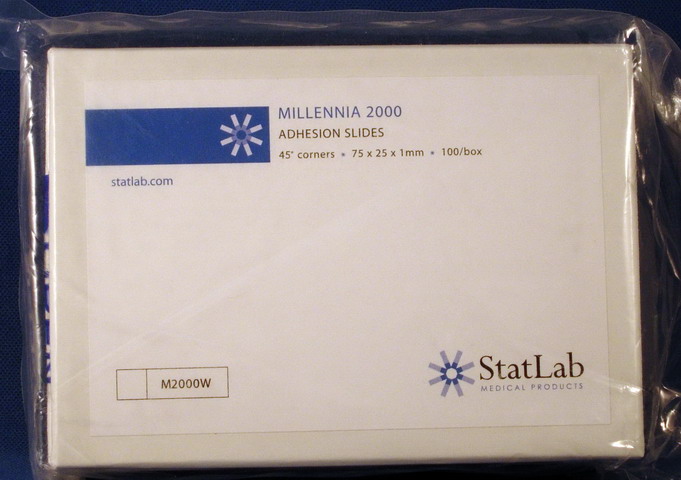 MILLENNIA 2000
ADHESION SLIDES
45° corners • 75 x 25 x 1mm • 100/box
statlab.com
M2000W
StatLab
MEDICAL PRODUCTS